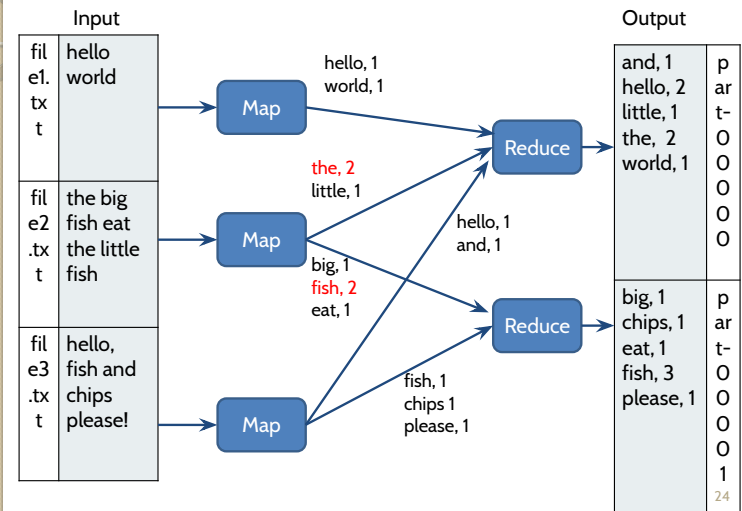 Input
Output
fil
e1.
tx
t
hello
world
Map
hello, 1
world, 1
Reduce
and, 1
hello, 2
little, 1
the, 2
world, 1
p
ar
t-
0
0
0
0
0
fil
e2
.tx
t
the big
fish eat
the little
fish
Map
the, 2
little, 1
big, 1
fish, 2
eat, 1
hello, 1
and, 1
Reduce
big, 1
chips, 1
eat, 1
fish, 3
please, 1
p
ar
t-
0
0
0
0
1
fil
e3
.tx
t
hello,
fish and
chips
please!
Map
fish, 1
chips 1
please, 1
24